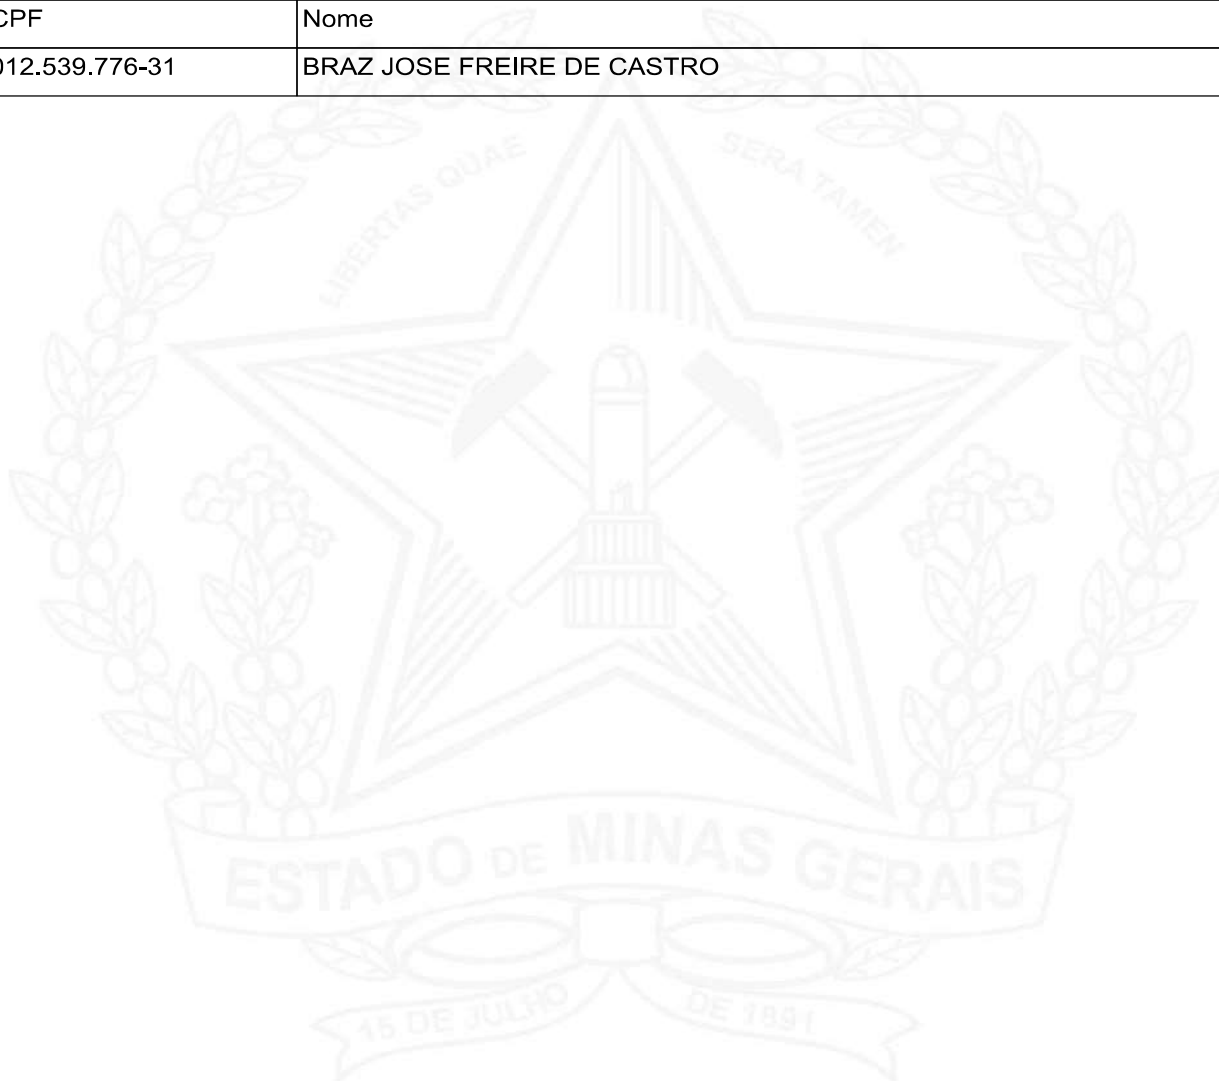 CPF Nome
012.539.776-31 BRAZ JOSE FREIRE DE CASTRO
LIBERTAS QUAE SERA TAMEN
ESTADO DE MINAS GERAIS
15 DE JULHO DE 1891